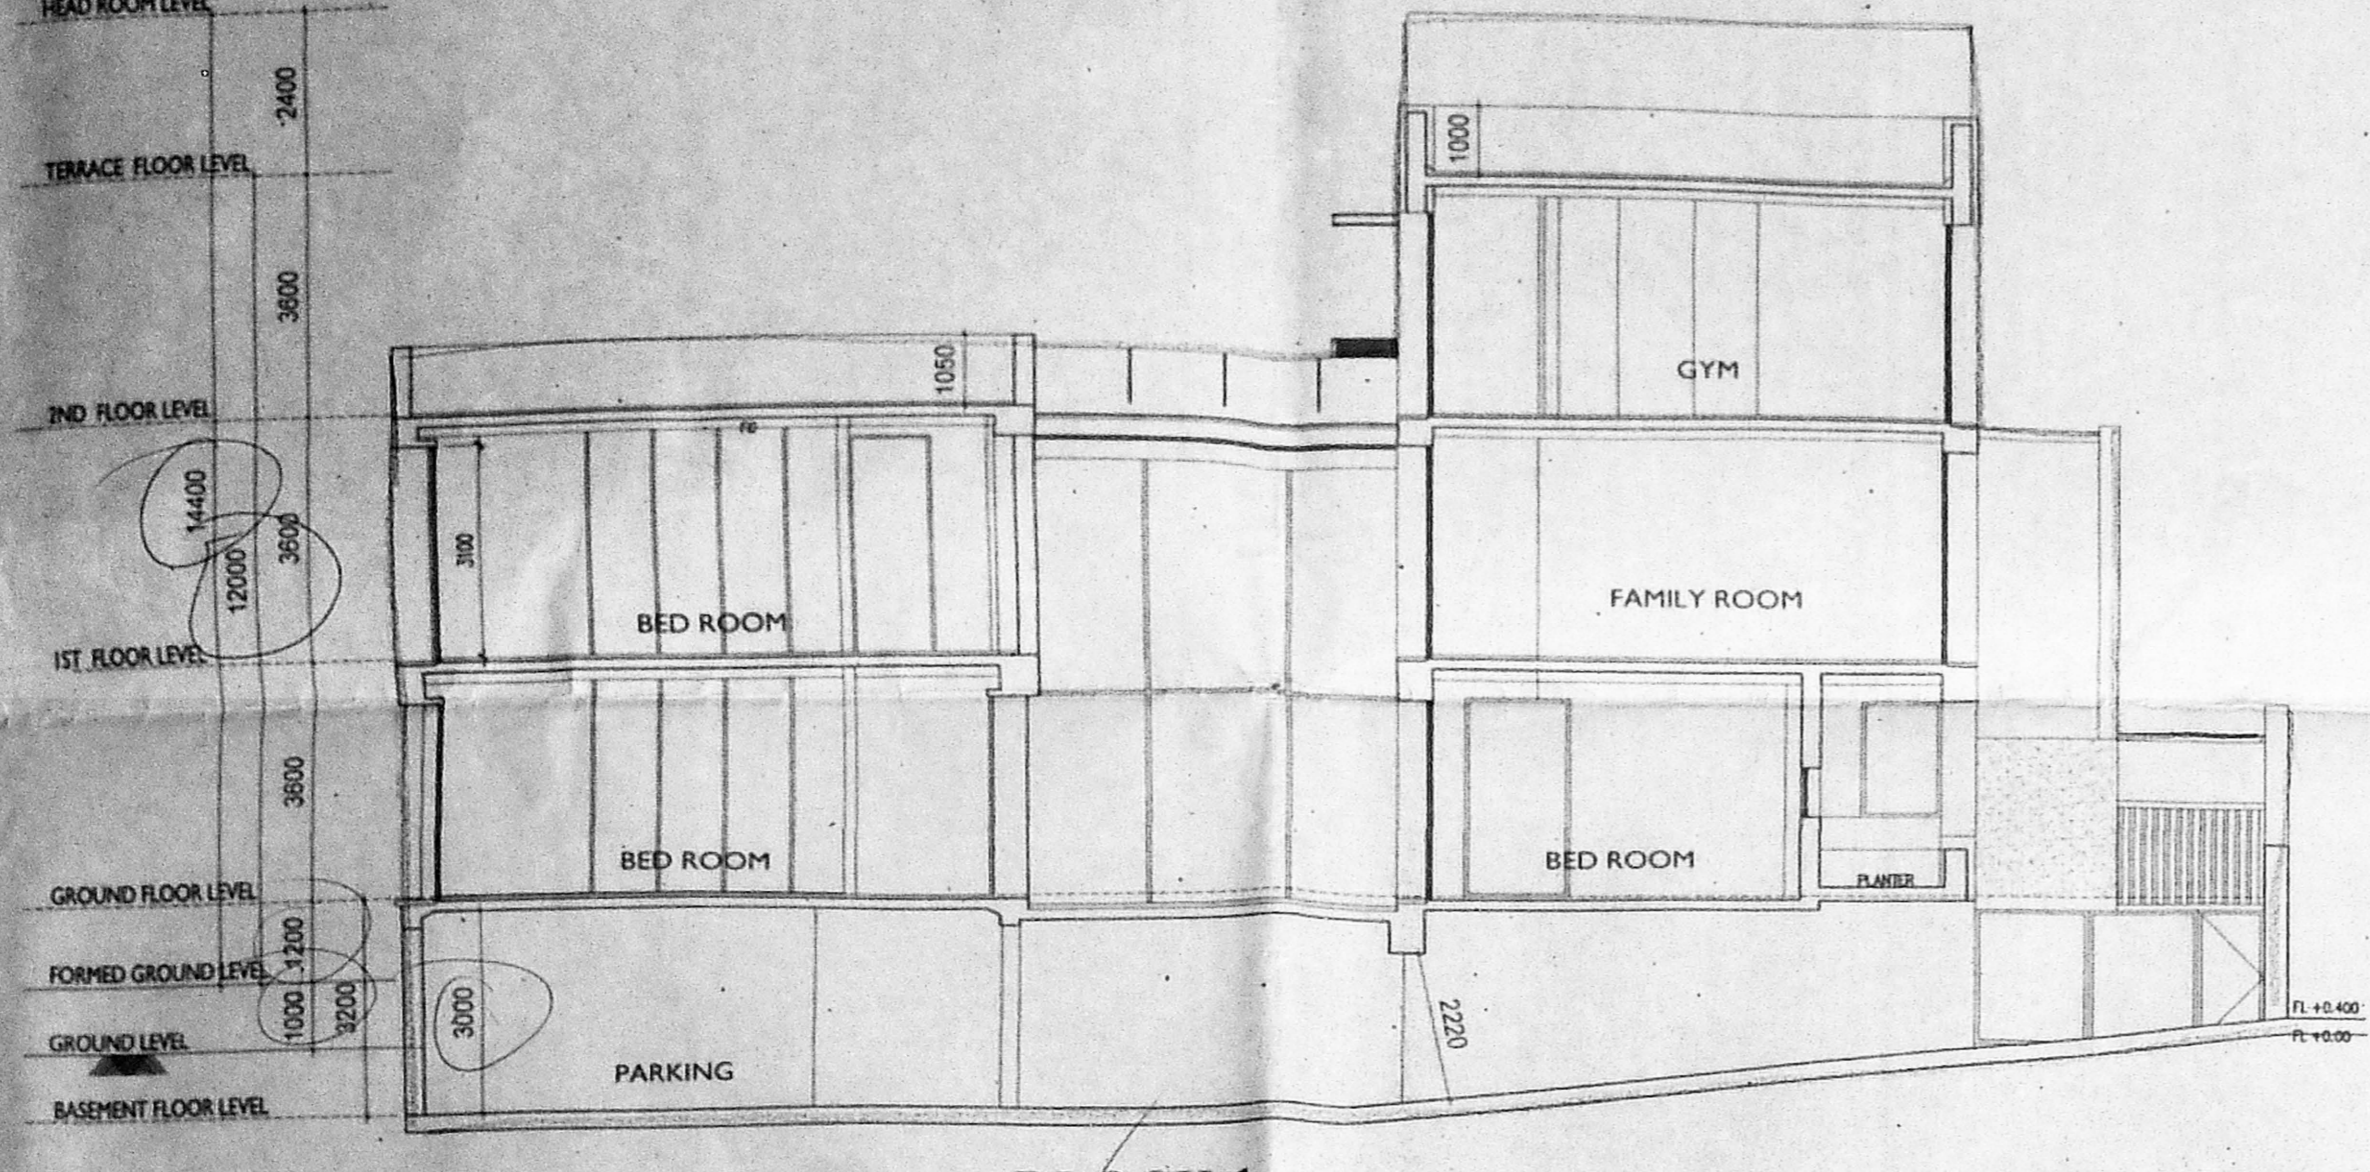 HEAD ROOM LEVEL
2400
1000
TERRACE FLOOR LEVEL
3600
GYM
1050
2ND FLOOR LEVEL
14400
12000
3600
3100
BED ROOM
FAMILY ROOM
1ST FLOOR LEVEL
3600
BED ROOM
BED ROOM
PLANTER
GROUND FLOOR LEVEL
1200
FORMED GROUND LEVEL
1000
3200
3000
2220
FL +0.400
FL +0.00
GROUND LEVEL
PARKING
BASEMENT FLOOR LEVEL